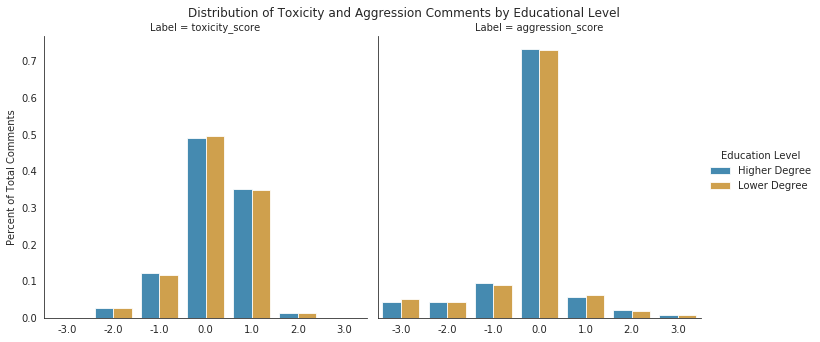 Distribution of Toxicity and Aggression Comments by Educational Level
Label = toxicity_score
Label = aggression_score
Percent of Total Comments
0.7
0.6
0.5
0.4
0.3
0.2
0.1
0.0
-3.0 -2.0 -1.0 0.0 1.0 2.0 3.0
-3.0 -2.0 -1.0 0.0 1.0 2.0 3.0
Education Level
Higher Degree
Lower Degree